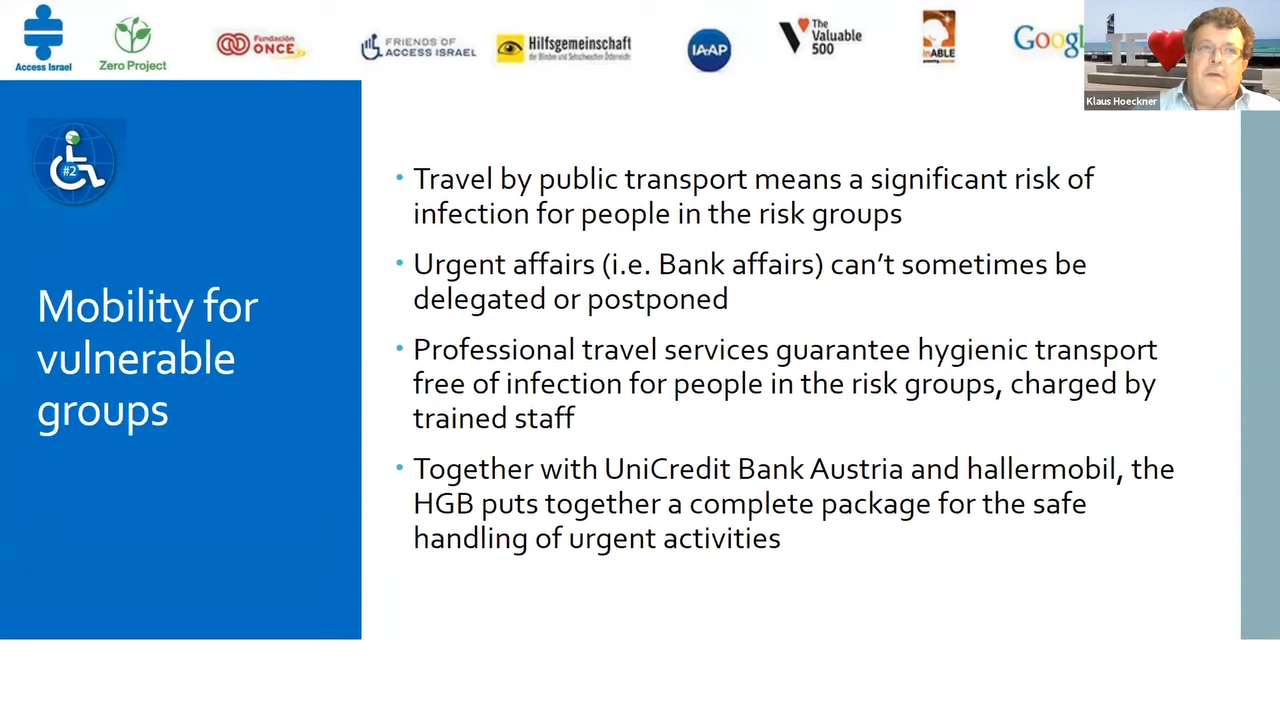 Access Israel
Zero Project
Fundación
ONCE
FRIENDS OF
ACCESS ISRAEL
Hilfsgemeinschaft
der Blinden und Sehschwachen Österreichs
IAAP
The
Valuable
500
inABLE
Googl
Klaus Hoeckner
#2
Mobility for
vulnerable
groups
• Travel by public transport means a significant risk of
infection for people in the risk groups
• Urgent affairs (i.e. Bank affairs) can’t sometimes be
delegated or postponed
• Professional travel services guarantee hygienic transport
free of infection for people in the risk groups, charged by
trained staff
• Together with UniCredit Bank Austria and hallermobil, the
HGB puts together a complete package for the safe
handling of urgent activities